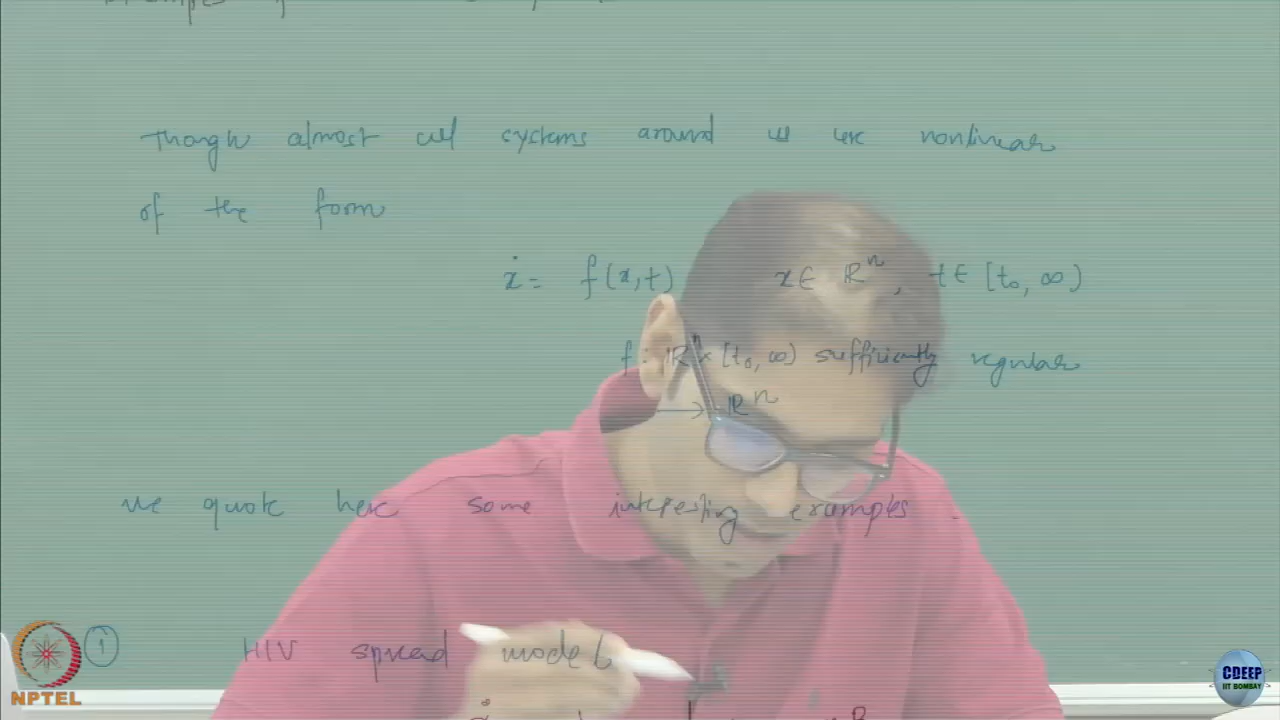 Though almost all systems around us are nonlinear
of the form
ẋ = f(x,t) x ∈ ℝⁿ, t ∈ [t₀, ∞)
f : ℝⁿ × [t₀, ∞) sufficiently regular
→ ℝⁿ
we quote here some interesting examples.
① HIV spread model
NPTEL
CDEEP
IIT BOMBAY